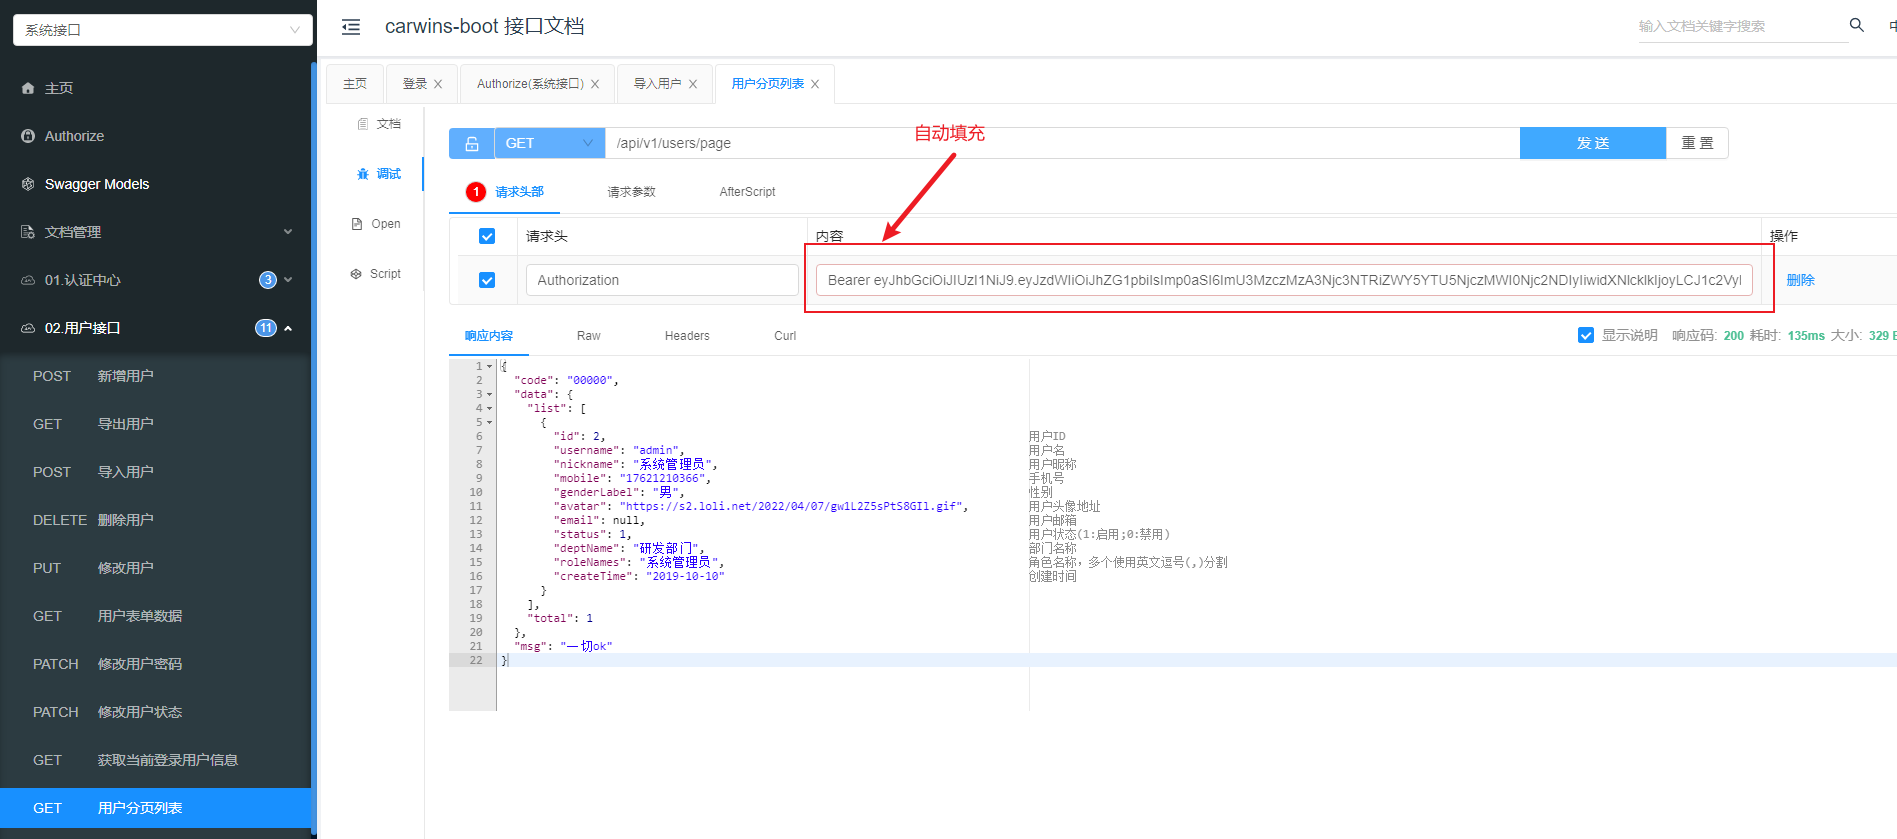 系统接口
主页
Authorize
Swagger Models
文档管理
01.认证中心 3
02.用户接口 11
POST 新增用户
GET 导出用户
POST 导入用户
DELETE 删除用户
PUT 修改用户
GET 用户表单数据
PATCH 修改用户密码
PATCH 修改用户状态
GET 获取当前登录用户信息
GET 用户分页列表
carwins-boot 接口文档
输入文档关键字搜索
主页 登录 Authorize(系统接口) 导入用户 用户分页列表
文档
调试
Open
Script
自动填充
GET /api/v1/users/page 发 送 重 置
1 请求头部 请求参数 AfterScript
请求头 内容 操作
Authorization Bearer eyJhbGciOiJIUzI1NiJ9.eyJzdWIiOiJhZG1pbiIsImp0aSI6ImU3MzczMzA3Njc3NTRiZWY5YTU5NjczMWI0Njc2NDIyIiwidXNlcklkIjoyLCJ1c2Vyl 删除
响应内容 Raw Headers Curl 显示说明 响应码: 200 耗时: 135ms 大小: 329
1 {
2 "code": "00000",
3 "data": {
4 "list": [
5 {
6 "id": 2, 用户ID
7 "username": "admin", 用户名
8 "nickname": "系统管理员", 用户昵称
9 "mobile": "17621210366", 手机号
10 "genderLabel": "男", 性别
11 "avatar": "https://s2.loli.net/2022/04/07/gw1L2Z5sPtS8GIl.gif", 用户头像地址
12 "email": null, 用户邮箱
13 "status": 1, 用户状态(1:启用;0:禁用)
14 "deptName": "研发部门", 部门名称
15 "roleNames": "系统管理员", 角色名称，多个使用英文逗号(,)分割
16 "createTime": "2019-10-10" 创建时间
17 }
18 ],
19 "total": 1
20 },
21 "msg": "一切ok"
22 }